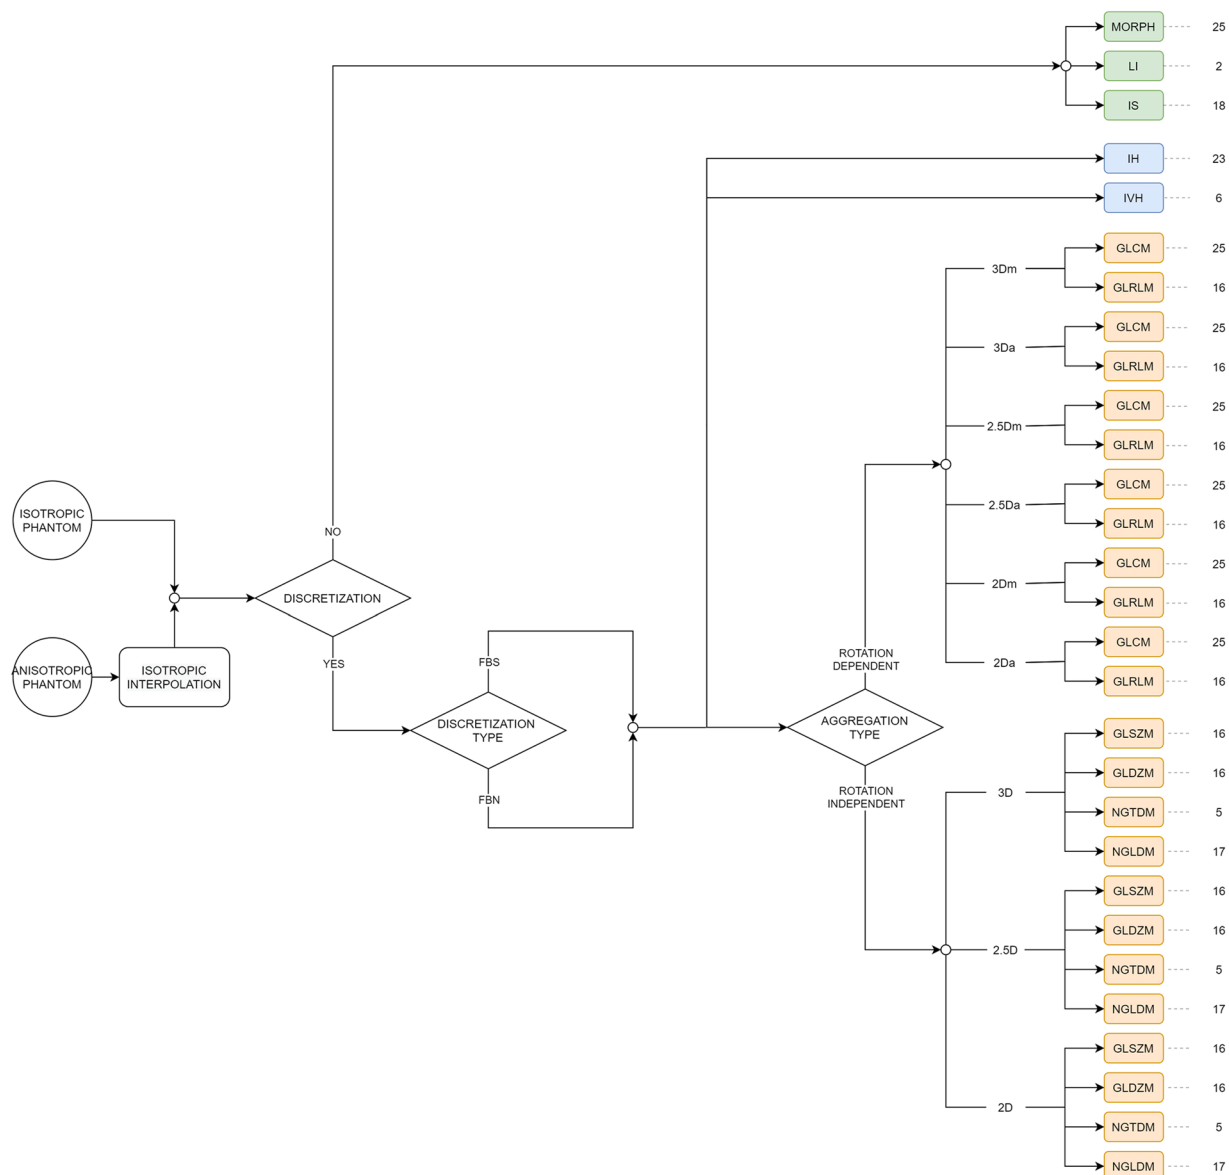 MORPH 25
LI 2
IS 18
IH 23
IVH 6
GLCM 25
3Dm
GLRLM 16
GLCM 25
3Da
GLRLM 16
GLCM 25
2.5Dm
GLRLM 16
GLCM 25
2.5Da
GLRLM 16
GLCM 25
2Dm
GLRLM 16
GLCM 25
2Da
GLRLM 16
ISOTROPIC
PHANTOM
NO
DISCRETIZATION
ANISOTROPIC
PHANTOM
ISOTROPIC
INTERPOLATION
YES
FBS
DISCRETIZATION
TYPE
FBN
ROTATION
DEPENDENT
AGGREGATION
TYPE
ROTATION
INDEPENDENT
GLSZM 16
GLDZM 16
3D
NGTDM 5
NGLDM 17
GLSZM 16
GLDZM 16
2.5D
NGTDM 5
NGLDM 17
GLSZM 16
GLDZM 16
2D
NGTDM 5
NGLDM 17